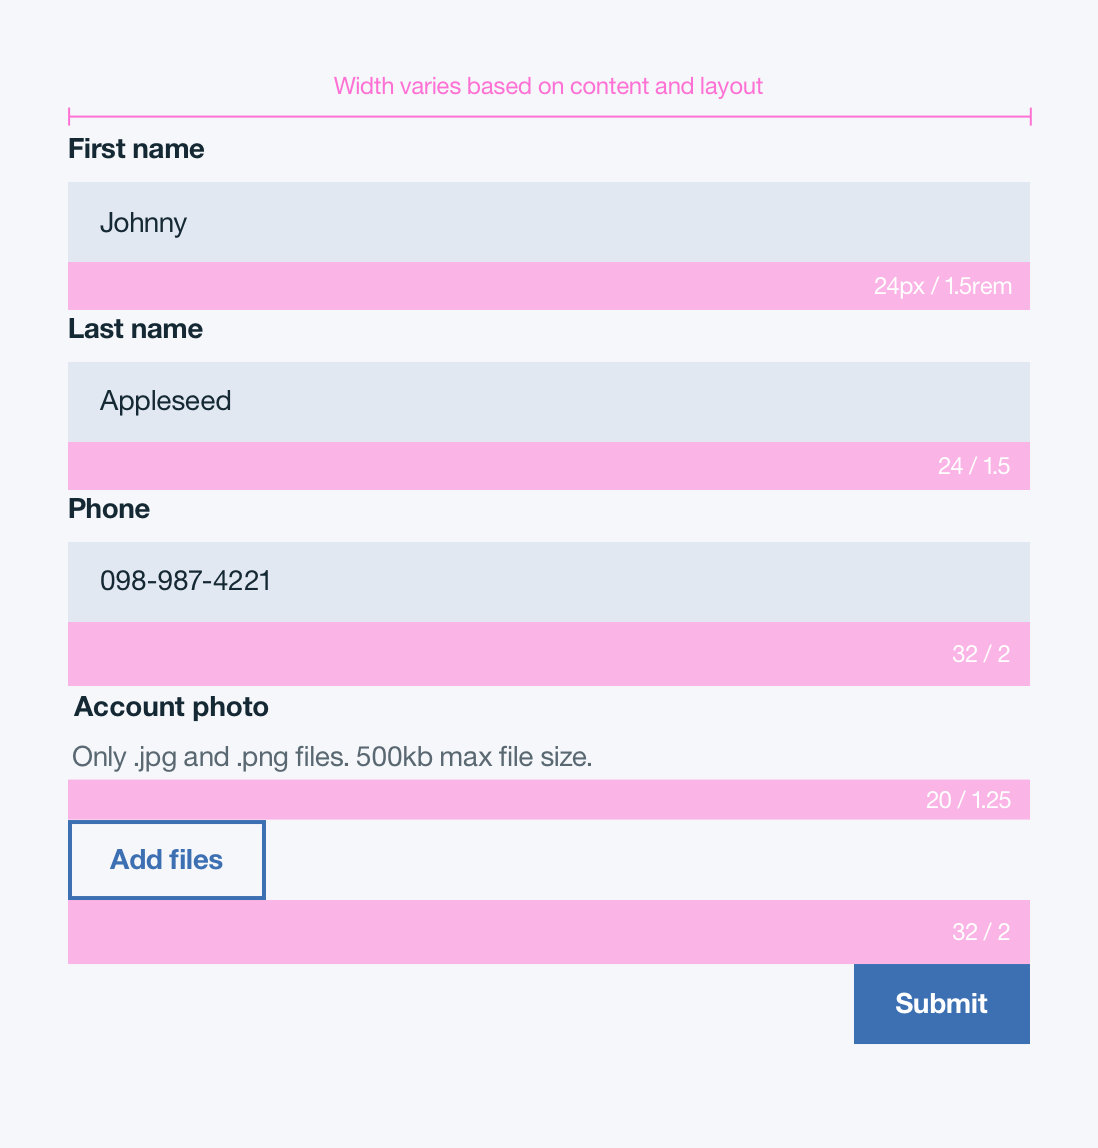 Width varies based on content and layout
First name
Johnny
24px / 1.5rem
Last name
Appleseed
24 / 1.5
Phone
098-987-4221
32 / 2
Account photo
Only .jpg and .png files. 500kb max file size.
20 / 1.25
Add files
32 / 2
Submit